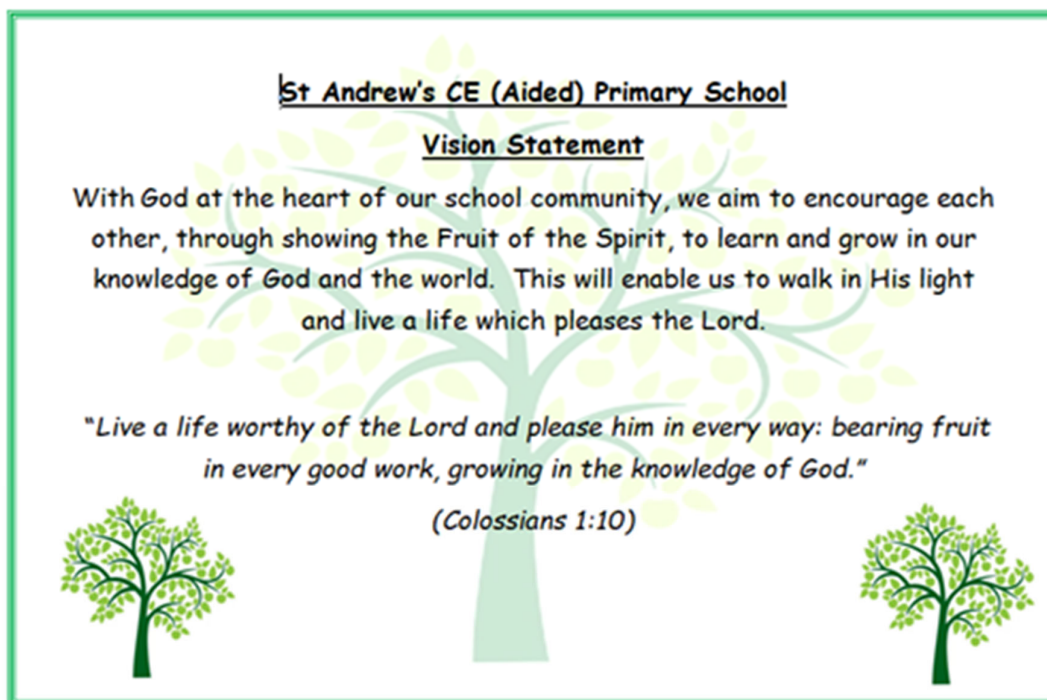 St Andrew's CE (Aided) Primary School
Vision Statement
With God at the heart of our school community, we aim to encourage each
other, through showing the Fruit of the Spirit, to learn and grow in our
knowledge of God and the world.  This will enable us to walk in His light
and live a life which pleases the Lord.
"Live a life worthy of the Lord and please him in every way: bearing fruit
in every good work, growing in the knowledge of God."
(Colossians 1:10)